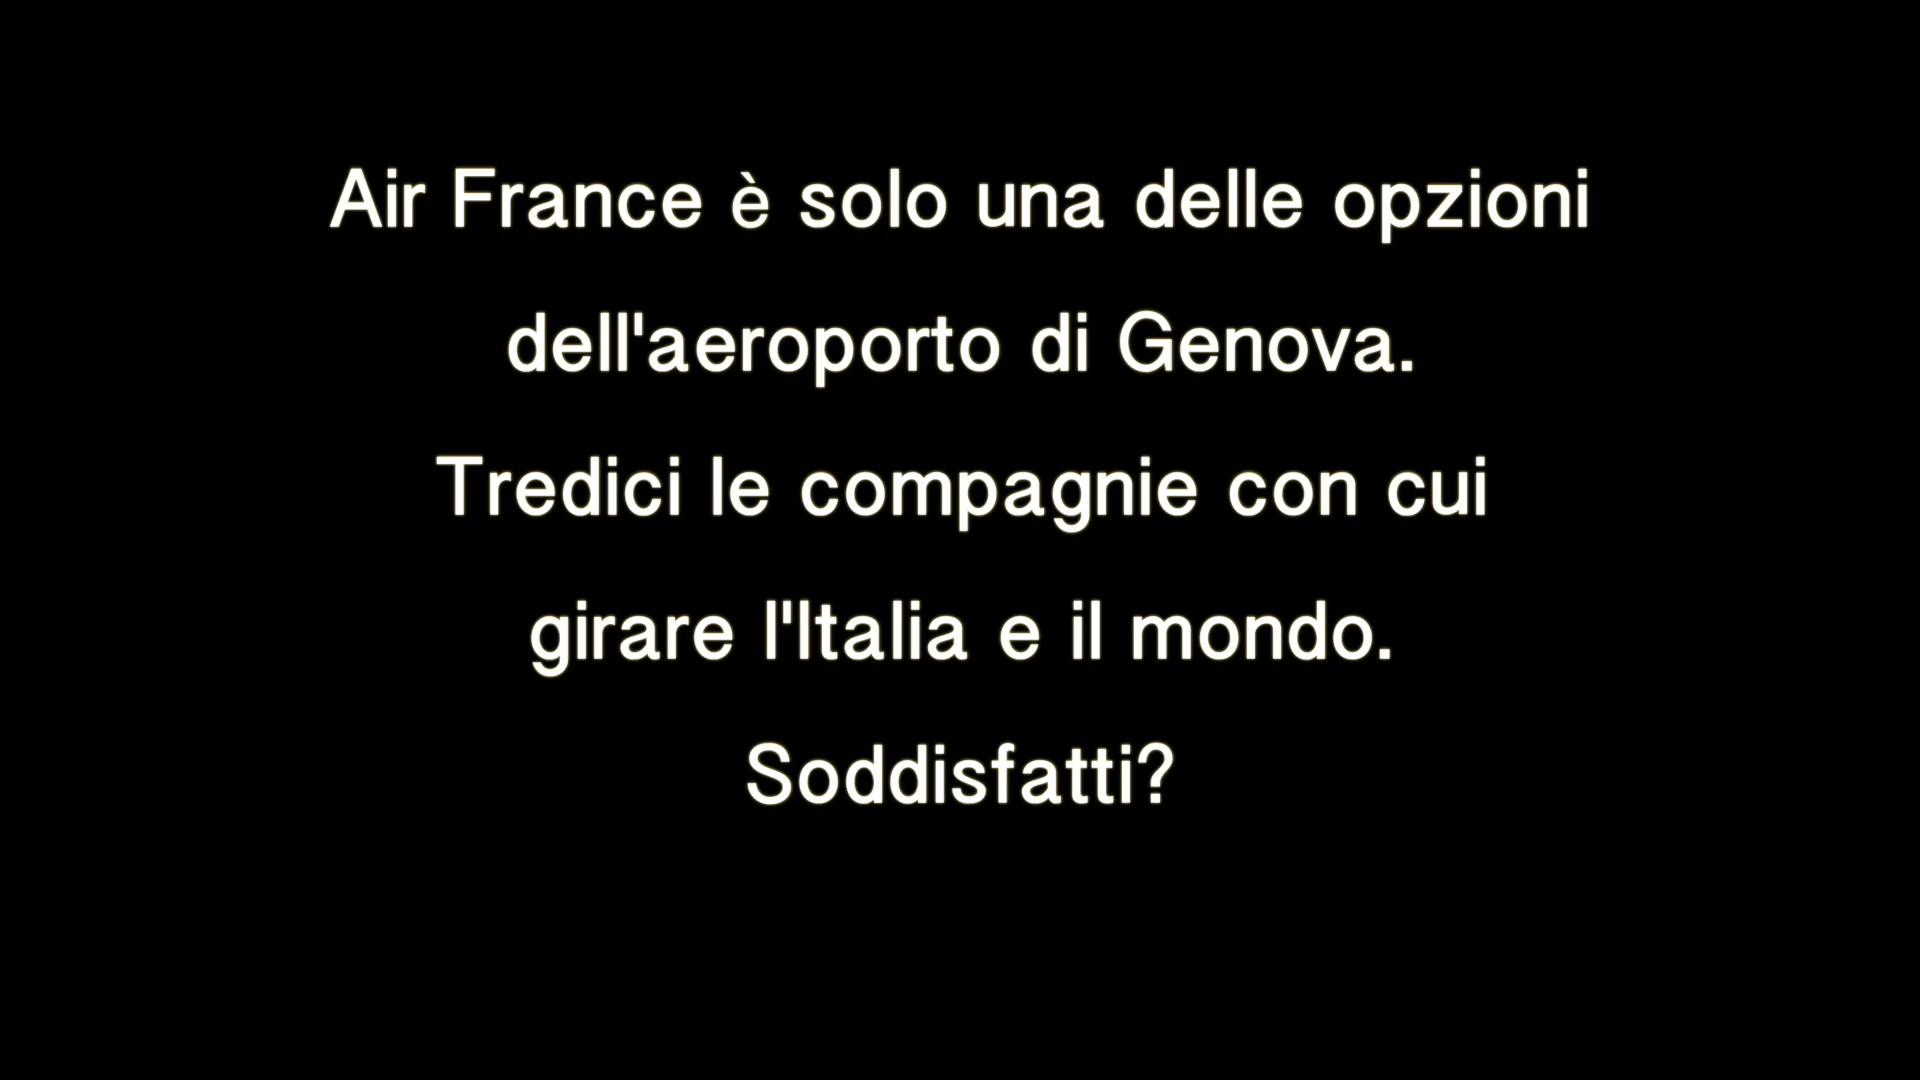 Air France è solo una delle opzioni
dell'aeroporto di Genova.
Tredici le compagnie con cui
girare l'Italia e il mondo.
Soddisfatti?